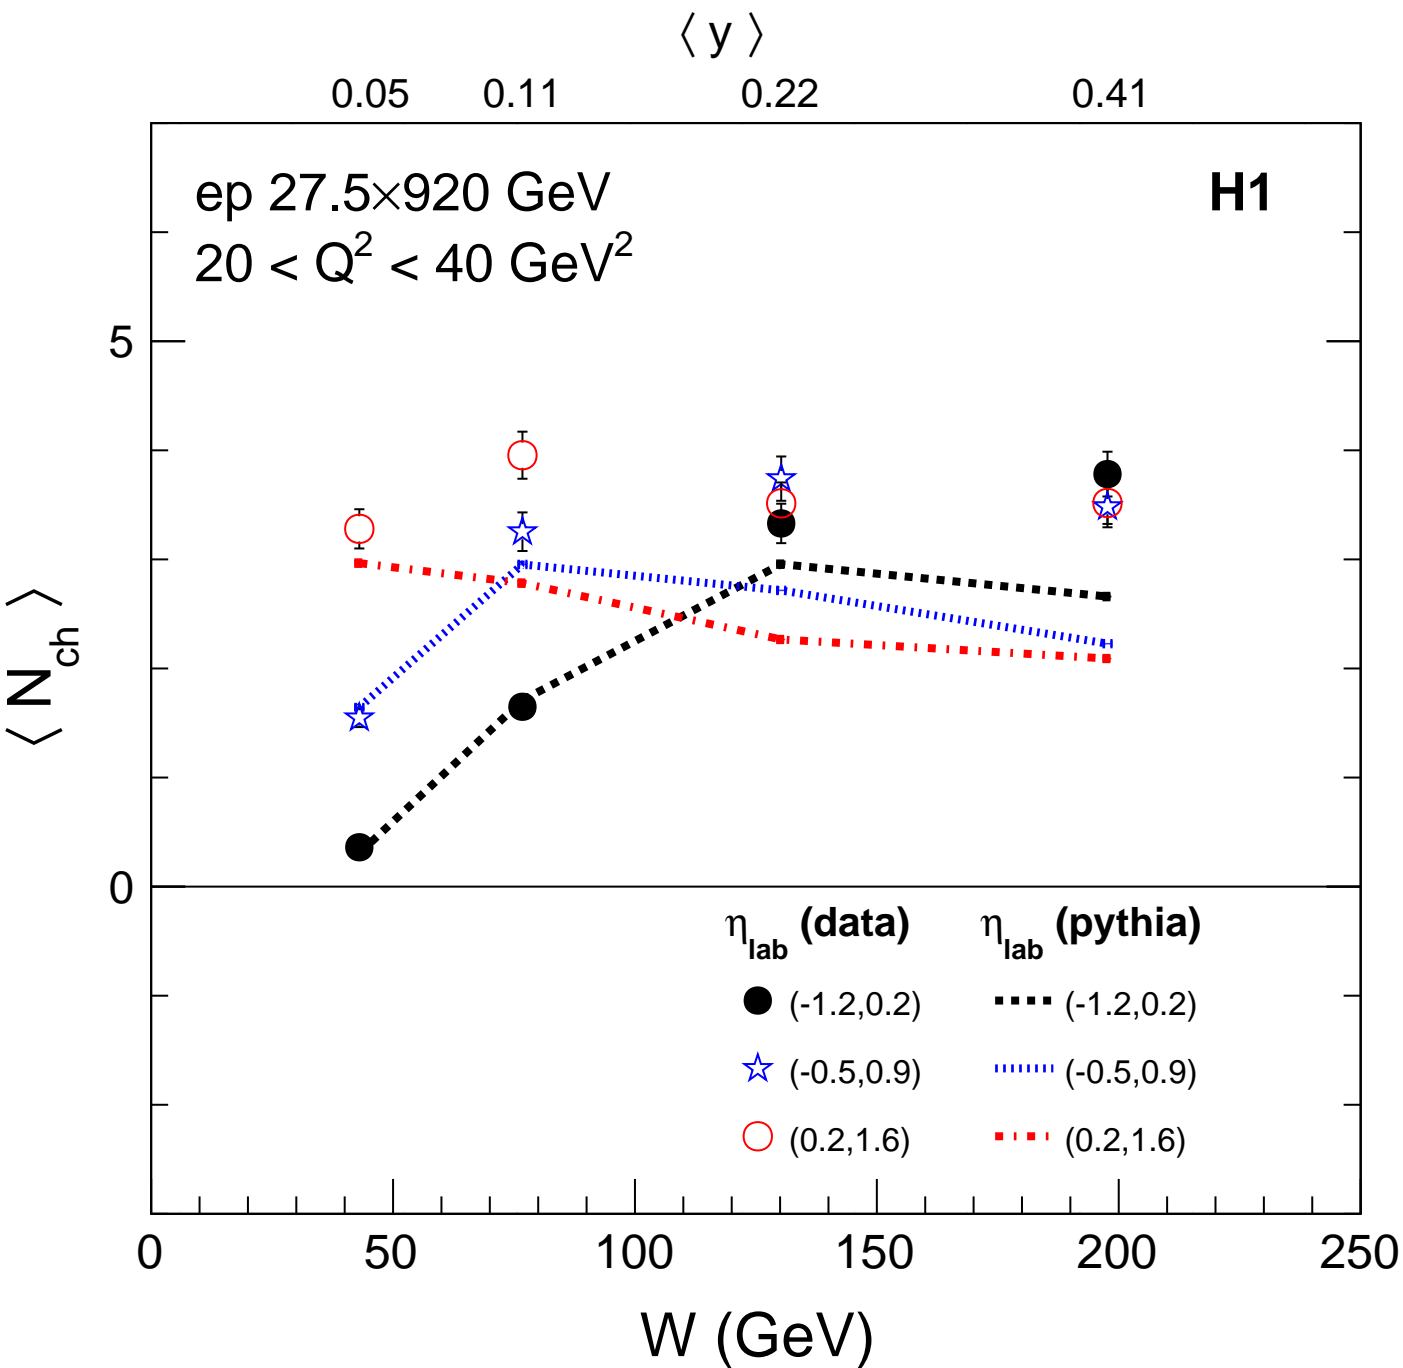 ⟨ y ⟩
0.05 0.11 0.22 0.41
ep 27.5×920 GeV
H1
20 < Q² < 40 GeV²
5
⟨ N_ch ⟩
0
η_lab (data) η_lab (pythia)
(-1.2,0.2) (-1.2,0.2)
(-0.5,0.9) (-0.5,0.9)
(0.2,1.6) (0.2,1.6)
0 50 100 150 200 250
W (GeV)